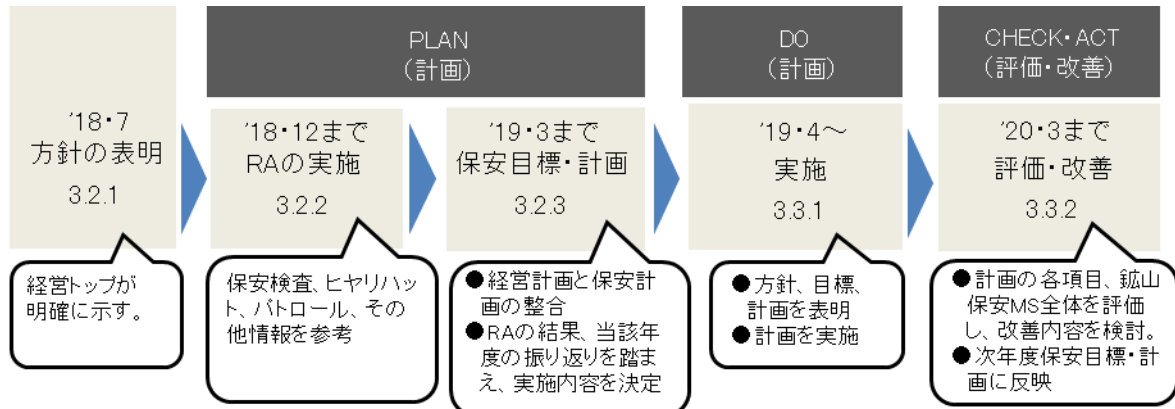 PLAN
(計画)
DO
(計画)
CHECK・ACT
(評価・改善)
'18・7
方針の表明
3.2.1
'18・12まで
RAの実施
3.2.2
'19・3まで
保安目標・計画
3.2.3
'19・4～
実施
3.3.1
'20・3まで
評価・改善
3.3.2
経営トップが
明確に示す。
保安検査、ヒヤリハッ
ト、パトロール、その
他情報を参考
●経営計画と保安計
画の整合
●RAの結果、当該年
度の振り返りを踏ま
え、実施内容を決定
●方針、目標、
計画を表明
●計画を実施
●計画の各項目、鉱山
保安MS全体を評価
し、改善内容を検討。
●次年度保安目標・計
画に反映